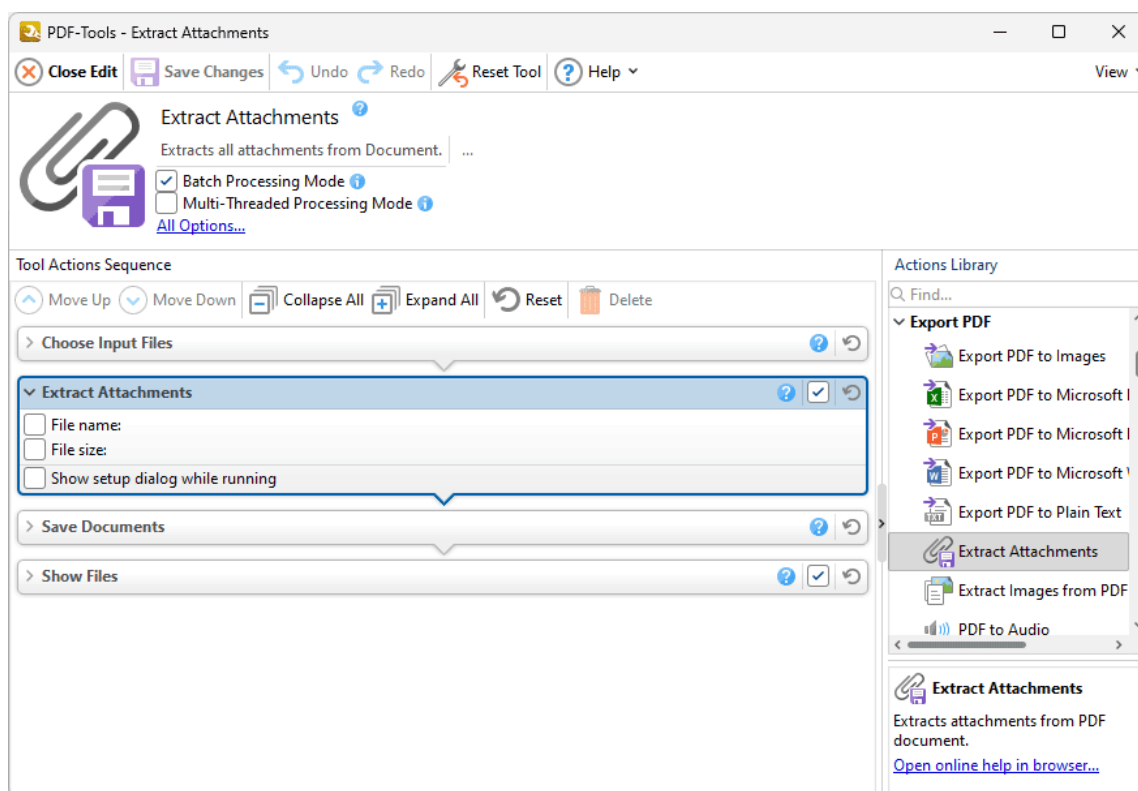 PDF-Tools - Extract Attachments
Close Edit Save Changes Undo Redo Reset Tool ? Help View
Extract Attachments ?
Extracts all attachments from Document. ...
Batch Processing Mode i
Multi-Threaded Processing Mode i
All Options...
Tool Actions Sequence
Move Up Move Down Collapse All Expand All Reset Delete
Choose Input Files ?
Extract Attachments ?
File name:
File size:
Show setup dialog while running
Save Documents ?
Show Files ?
Actions Library
Find...
Export PDF
Export PDF to Images
X Export PDF to Microsoft
P Export PDF to Microsoft
W Export PDF to Microsoft
TXT Export PDF to Plain Text
Extract Attachments
Extract Images from PDF
PDF to Audio
Extract Attachments
Extracts attachments from PDF
document.
Open online help in browser...